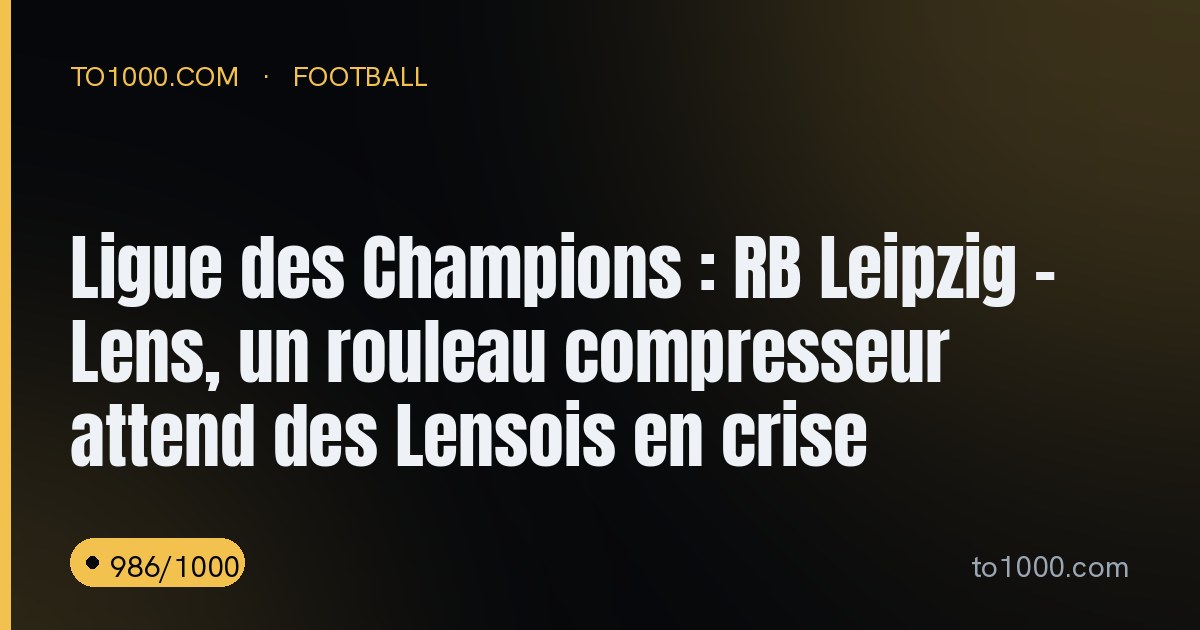 TO1000.COM · FOOTBALL
Ligue des Champions : RB Leipzig -
Lens, un rouleau compresseur
attend des Lensois en crise
986/1000
to1000.com